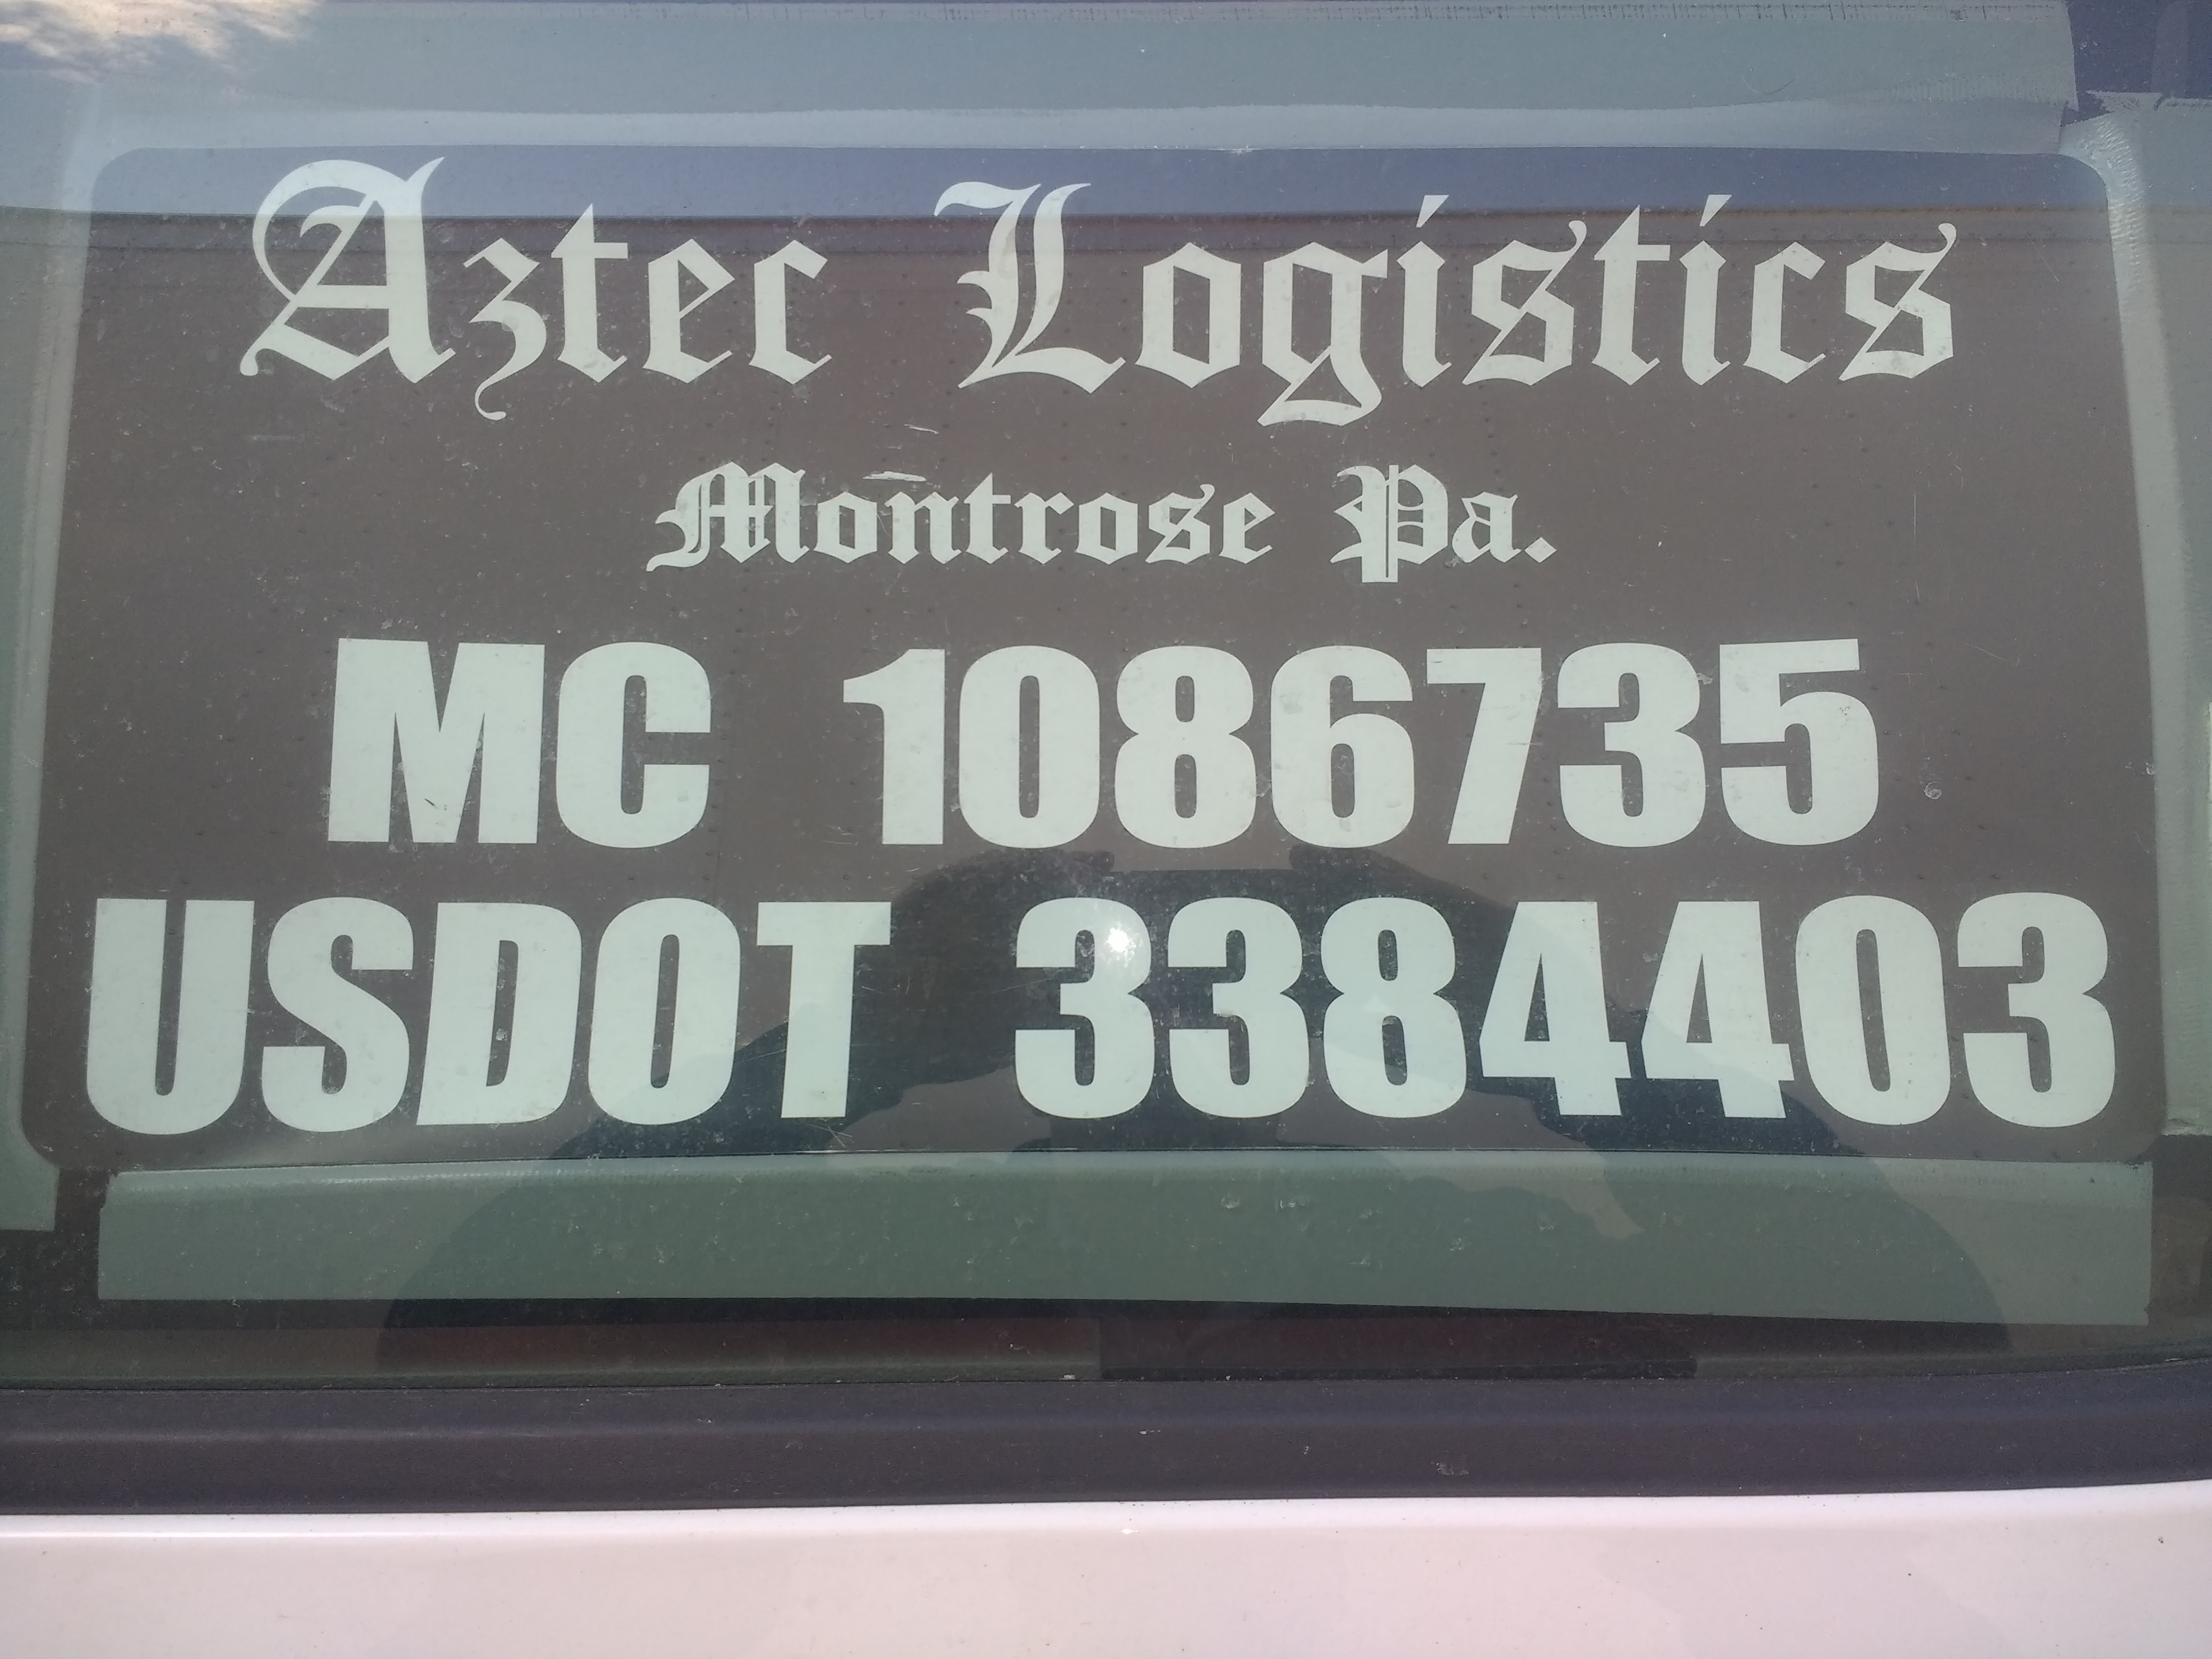 Aztec Logistics
Montrose Pa.
MC 1086735
USDOT 3384403